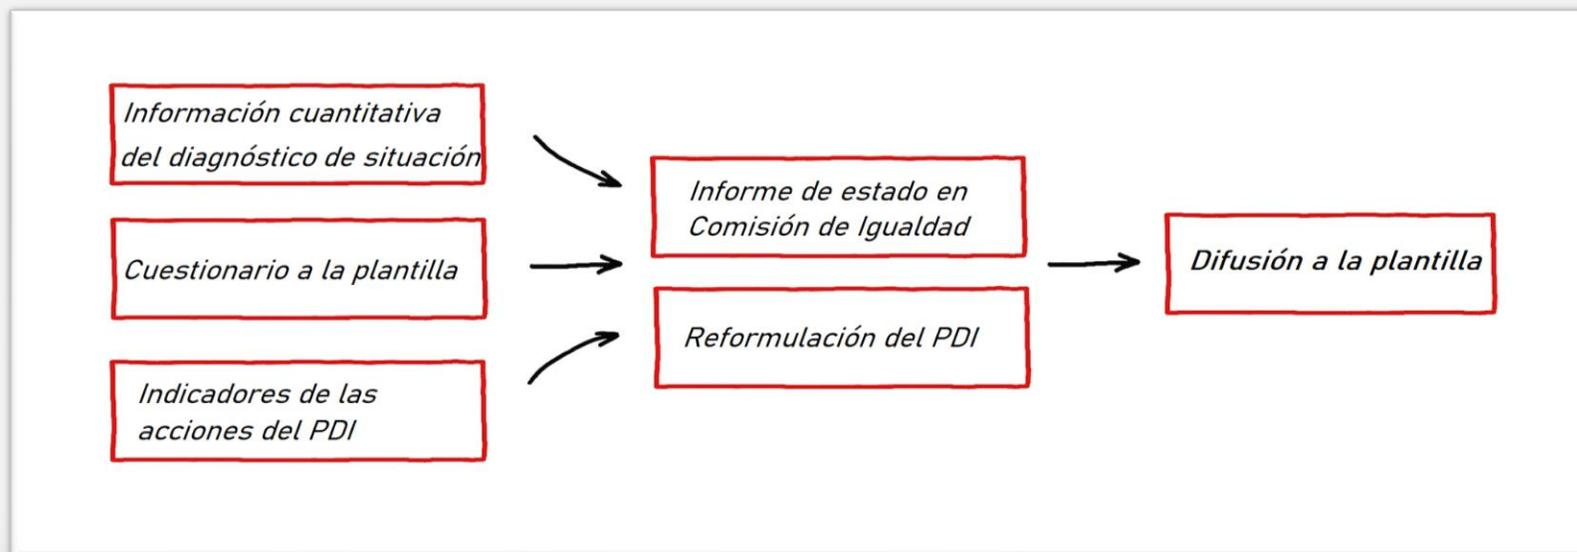 Información cuantitativa
del diagnóstico de situación
Cuestionario a la plantilla
Indicadores de las
acciones del PDI
Informe de estado en
Comisión de Igualdad
Reformulación del PDI
Difusión a la plantilla